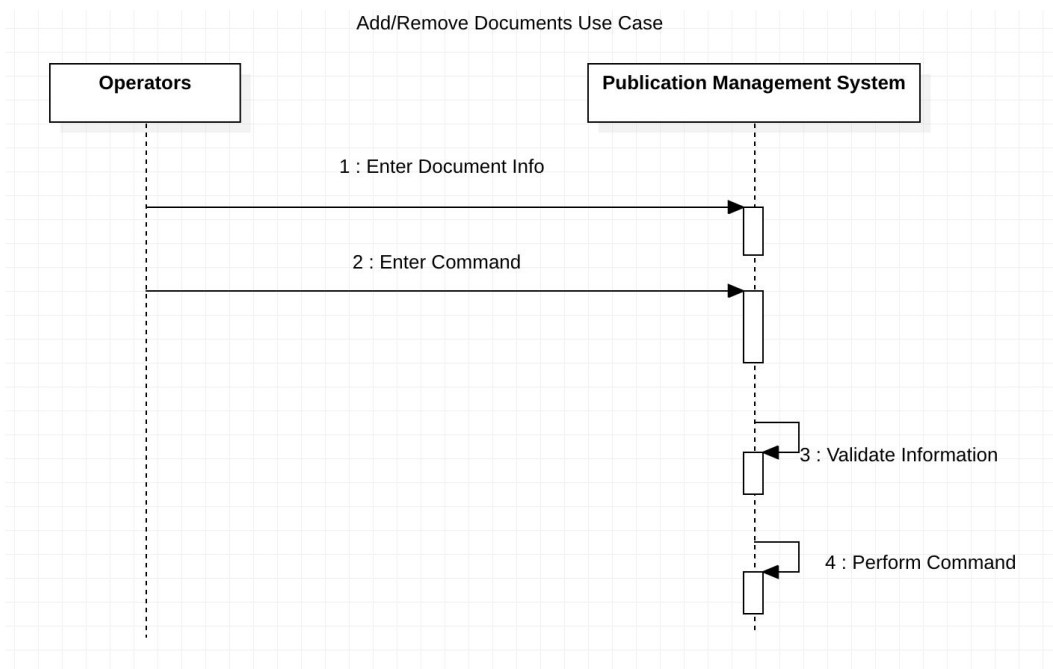 Add/Remove Documents Use Case
Operators
Publication Management System
1 : Enter Document Info
2 : Enter Command
3 : Validate Information
4 : Perform Command